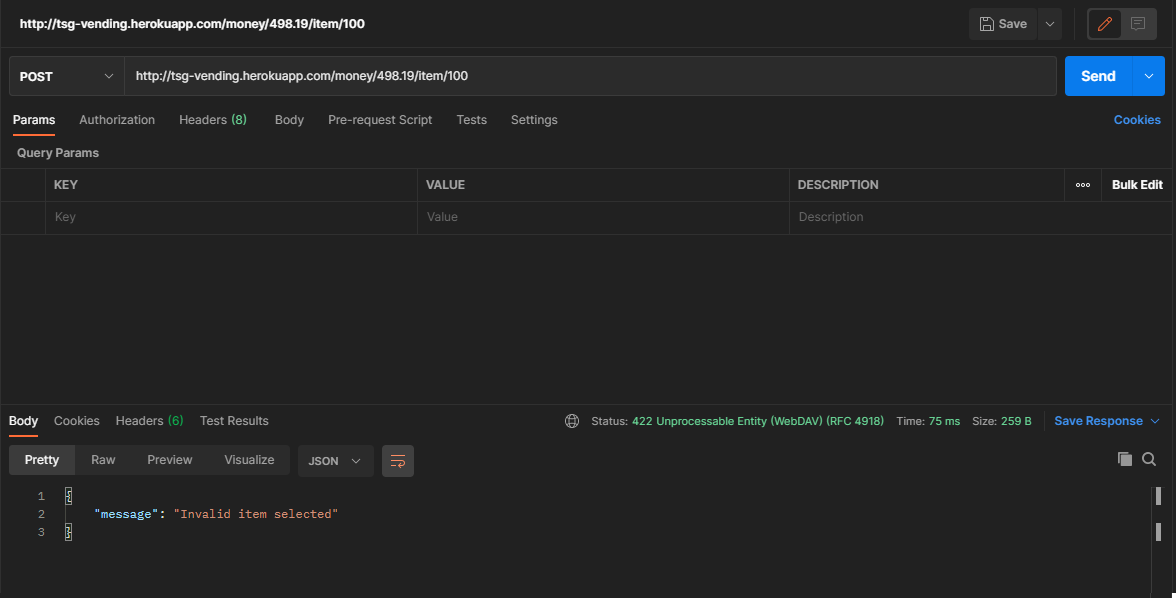 http://tsg-vending.herokuapp.com/money/498.19/item/100
Save
POST
http://tsg-vending.herokuapp.com/money/498.19/item/100
Send
Params Authorization Headers (8) Body Pre-request Script Tests Settings Cookies
Query Params
KEY VALUE DESCRIPTION ooo Bulk Edit
Key Value Description
Body Cookies Headers (6) Test Results Status: 422 Unprocessable Entity (WebDAV) (RFC 4918) Time: 75 ms Size: 259 B Save Response
Pretty Raw Preview Visualize JSON
1 {
2 "message": "Invalid item selected"
3 }